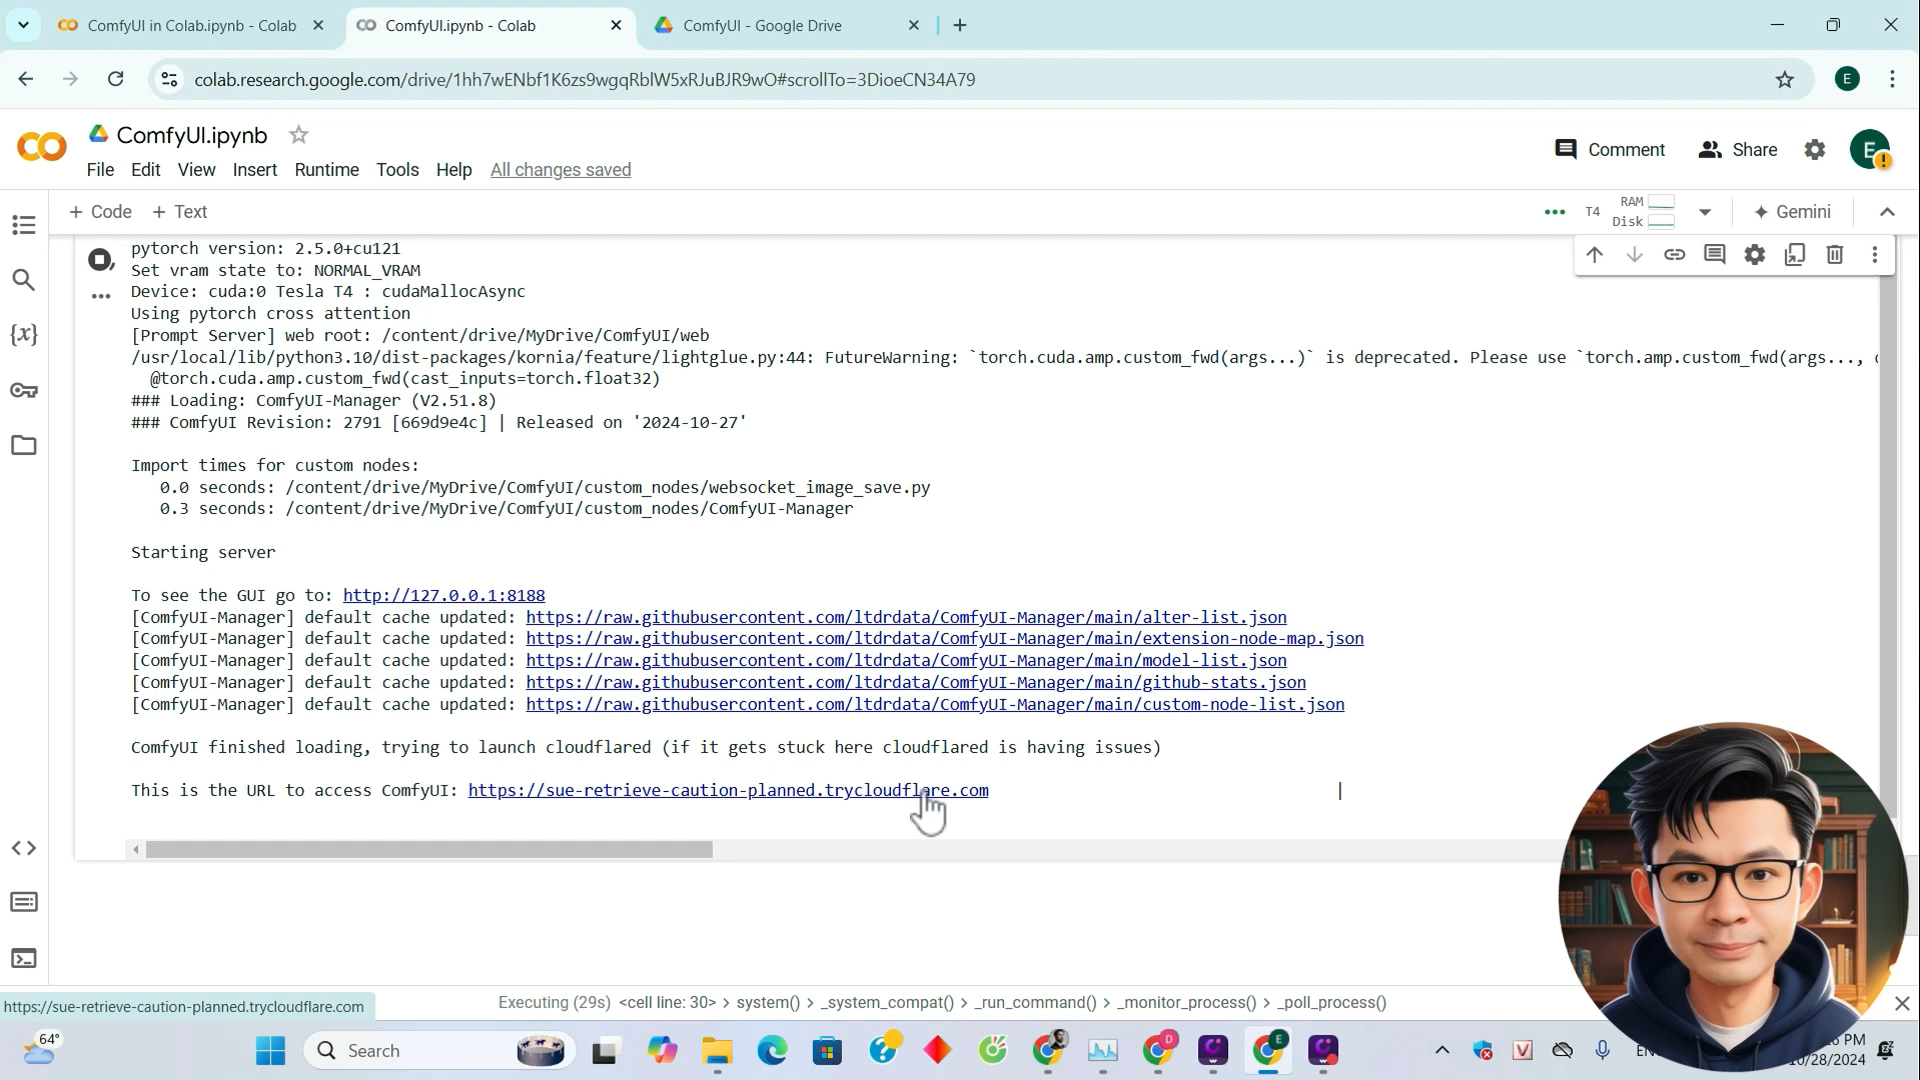 ComfyUI in Colab.ipynb - Colab
ComfyUI.ipynb - Colab
ComfyUI - Google Drive
colab.research.google.com/drive/1hh7wENbf1K6zs9wgqRblW5xRJuBJR9wO#scrollTo=3DioeCN34A79
E
ComfyUI.ipynb
Comment
Share
E
File Edit View Insert Runtime Tools Help All changes saved
+ Code + Text
T4
RAM
Disk
Gemini
pytorch version: 2.5.0+cu121
Set vram state to: NORMAL_VRAM
Device: cuda:0 Tesla T4 : cudaMallocAsync
Using pytorch cross attention
[Prompt Server] web root: /content/drive/MyDrive/ComfyUI/web
/usr/local/lib/python3.10/dist-packages/kornia/feature/lightglue.py:44: FutureWarning: `torch.cuda.amp.custom_fwd(args...)` is deprecated. Please use `torch.amp.custom_fwd(args...,
@torch.cuda.amp.custom_fwd(cast_inputs=torch.float32)
### Loading: ComfyUI-Manager (V2.51.8)
### ComfyUI Revision: 2791 [669d9e4c] | Released on '2024-10-27'
Import times for custom nodes:
0.0 seconds: /content/drive/MyDrive/ComfyUI/custom_nodes/websocket_image_save.py
0.3 seconds: /content/drive/MyDrive/ComfyUI/custom_nodes/ComfyUI-Manager
Starting server
To see the GUI go to: http://127.0.0.1:8188
[ComfyUI-Manager] default cache updated: https://raw.githubusercontent.com/ltdrdata/ComfyUI-Manager/main/alter-list.json
[ComfyUI-Manager] default cache updated: https://raw.githubusercontent.com/ltdrdata/ComfyUI-Manager/main/extension-node-map.json
[ComfyUI-Manager] default cache updated: https://raw.githubusercontent.com/ltdrdata/ComfyUI-Manager/main/model-list.json
[ComfyUI-Manager] default cache updated: https://raw.githubusercontent.com/ltdrdata/ComfyUI-Manager/main/github-stats.json
[ComfyUI-Manager] default cache updated: https://raw.githubusercontent.com/ltdrdata/ComfyUI-Manager/main/custom-node-list.json
ComfyUI finished loading, trying to launch cloudflared (if it gets stuck here cloudflared is having issues)
This is the URL to access ComfyUI: https://sue-retrieve-caution-planned.trycloudflare.com
https://sue-retrieve-caution-planned.trycloudflare.com
Executing (29s) <cell line: 30> > system() > _system_compat() > _run_command() > _monitor_process() > _poll_process()
64°
Search
PM
10/28/2024